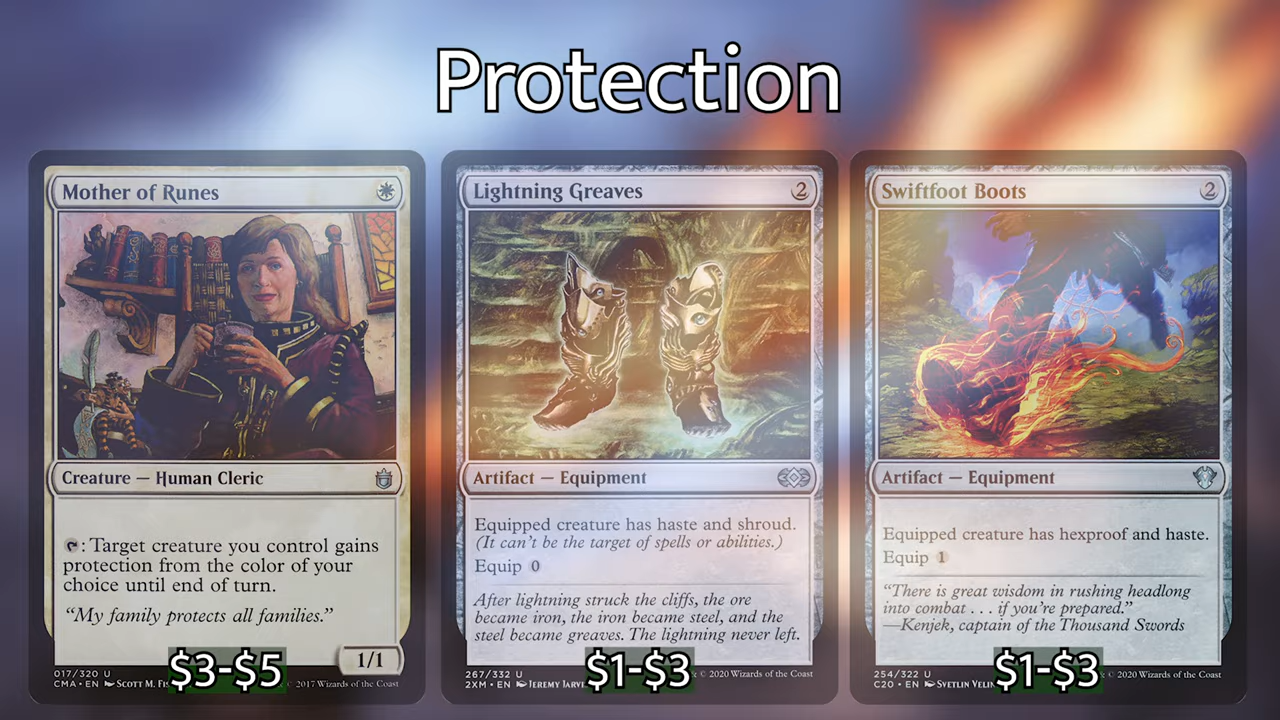 Protection
Mother of Runes
Creature — Human Cleric
: Target creature you control gains
protection from the color of your
choice until end of turn.
“My family protects all families.”
1/1
017/320 U
CMA • EN SCOTT M.
© 2017 Wizards of the Coast
$3-$5
Lightning Greaves
2
Artifact — Equipment
Equipped creature has haste and shroud.
(It can’t be the target of spells or abilities.)
Equip 0
After lightning struck the cliffs, the ore
became iron, the iron became steel, and the
steel became greaves. The lightning never left.
267/332 U
2XM • EN JEREMY
© 2020 Wizards of the Coast
$1-$3
Swiftfoot Boots
2
Artifact — Equipment
Equipped creature has hexproof and haste.
Equip 1
“There is great wisdom in rushing headlong
into combat . . . if you’re prepared.”
—Kenjek, captain of the Thousand Swords
254/322 U
C20 • EN SVETLIN
© 2020 Wizards of the Coast
$1-$3